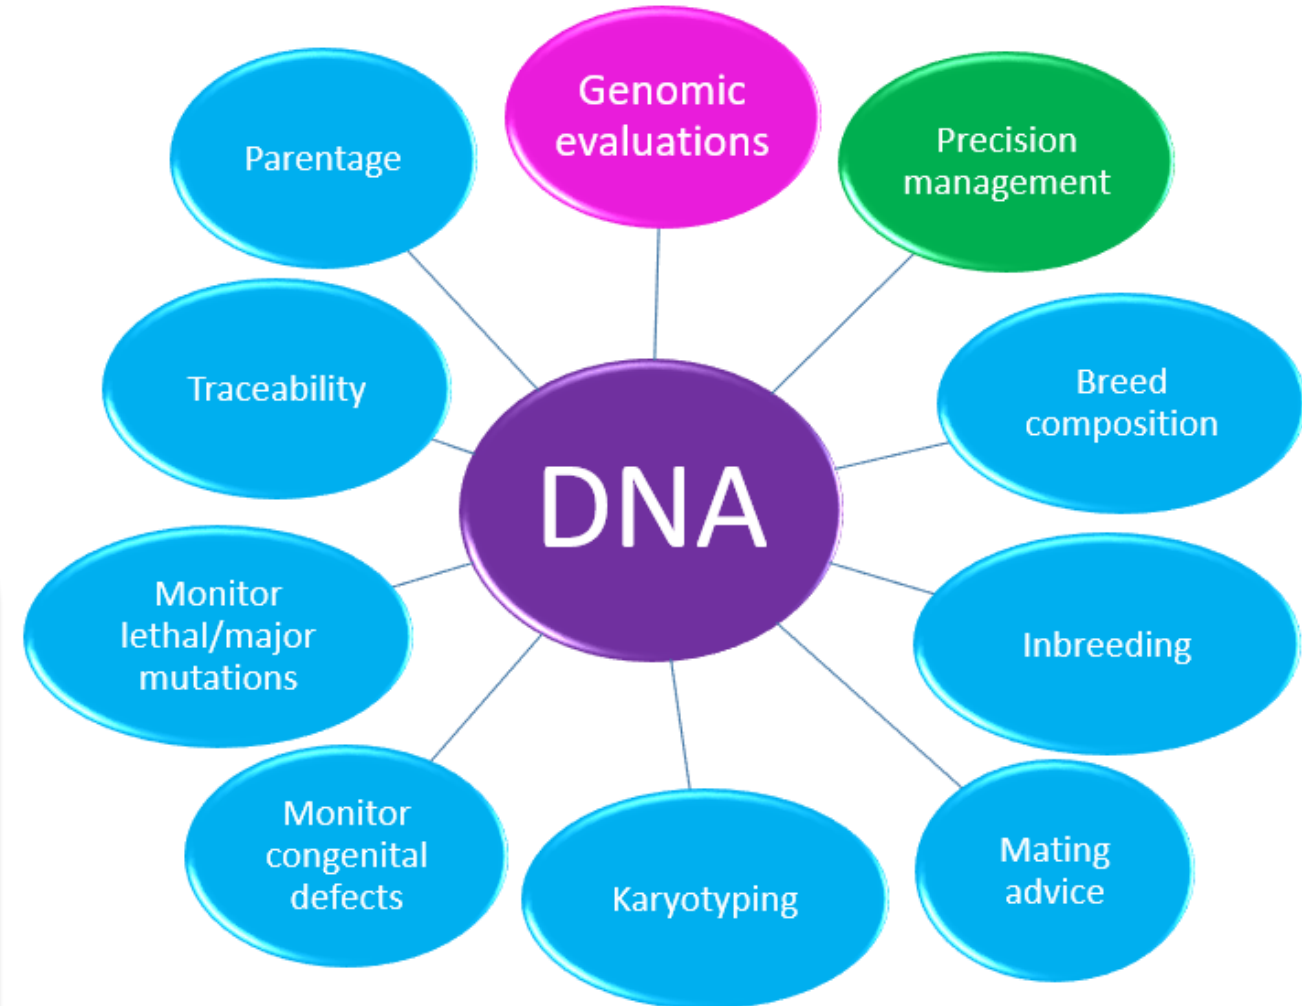 Genomic
evaluations
Precision
management
Parentage
Breed
composition
Traceability
DNA
Monitor
lethal/major
mutations
Inbreeding
Monitor
congenital
defects
Karyotyping
Mating
advice